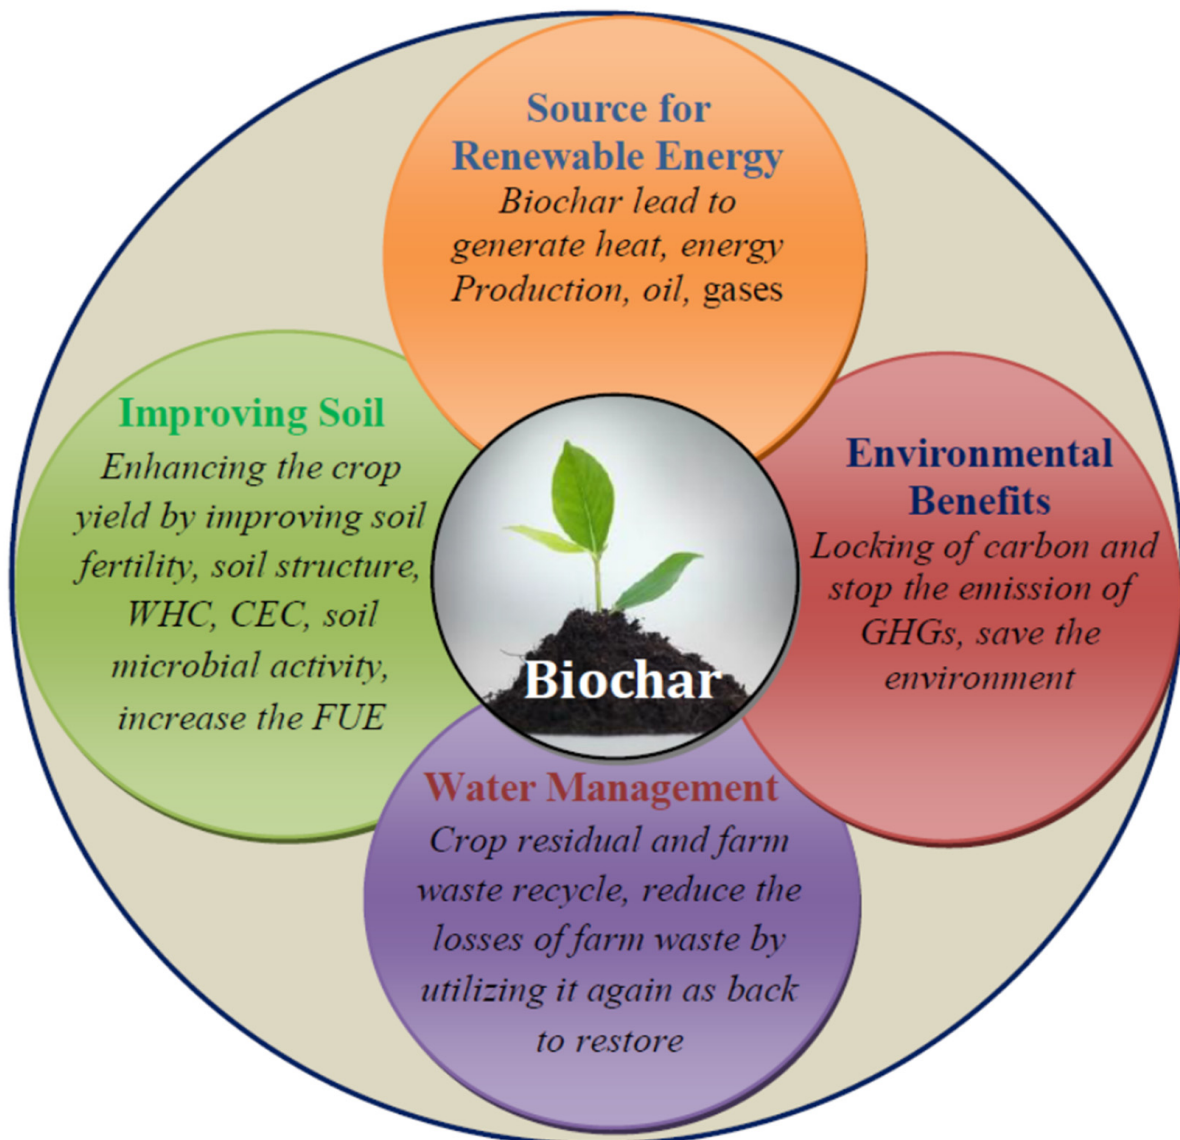 Source for
Renewable Energy
Biochar lead to
generate heat, energy
Production, oil, gases
Improving Soil
Enhancing the crop
yield by improving soil
fertility, soil structure,
WHC, CEC, soil
microbial activity,
increase the FUE
Environmental
Benefits
Locking of carbon and
stop the emission of
GHGs, save the
environment
Biochar
Water Management
Crop residual and farm
waste recycle, reduce the
losses of farm waste by
utilizing it again as back
to restore